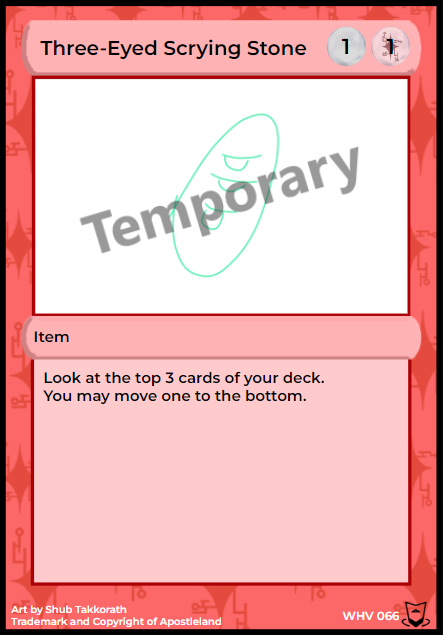 Three-Eyed Scrying Stone 1 1
Temporary
Item
Look at the top 3 cards of your deck.
You may move one to the bottom.
Art by Shub Takkorath
Trademark and Copyright of Apostleland
WHV 066